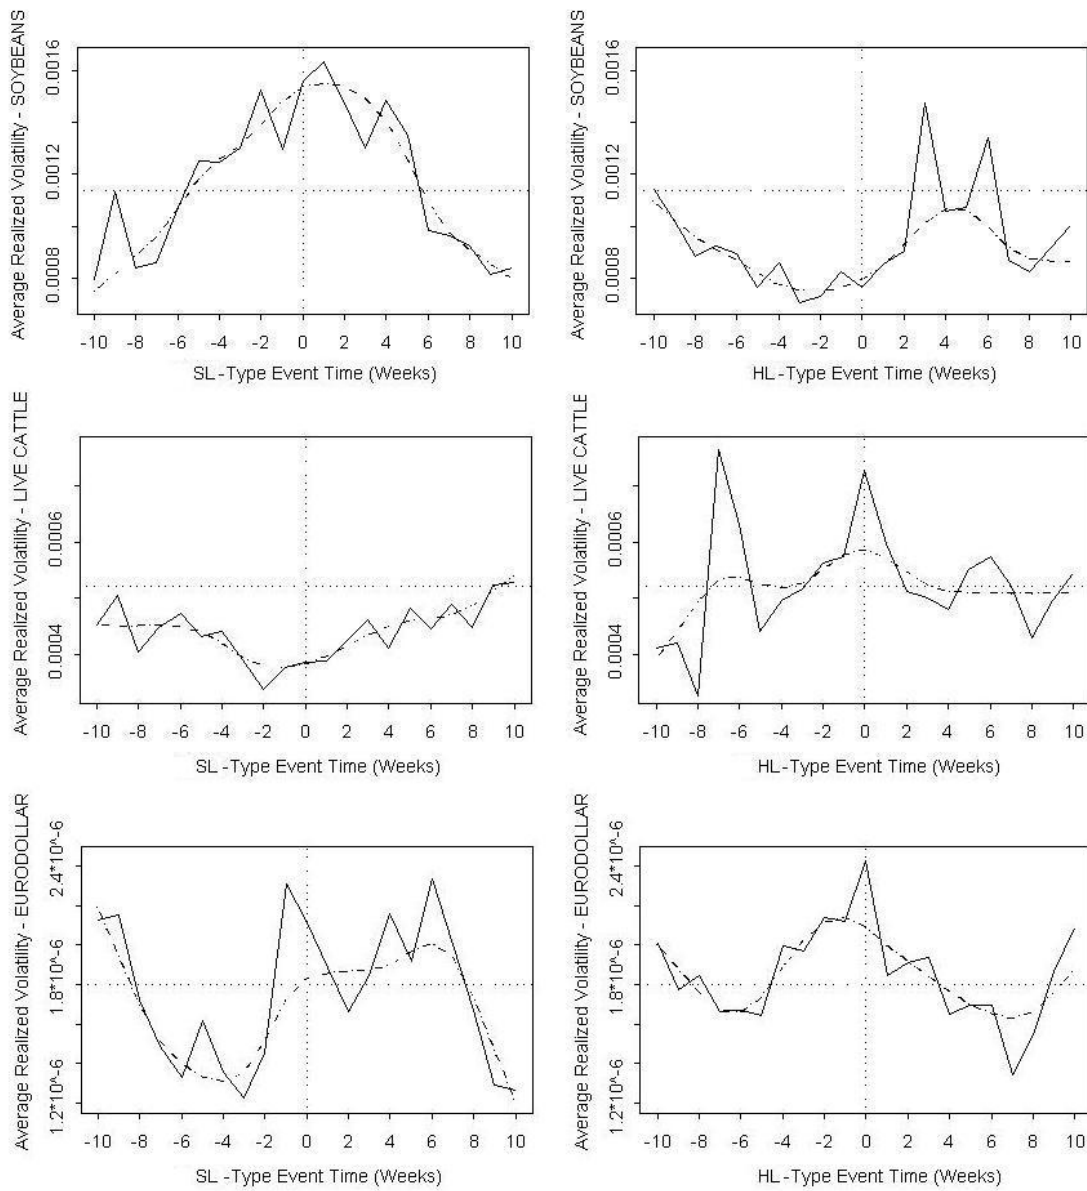 Average Realized Volatility - SOYBEANS
0.0016
0.0012
0.0008
-10 -8 -6 -4 -2 0 2 4 6 8 10
SL -Type Event Time (Weeks)
Average Realized Volatility - SOYBEANS
0.0016
0.0012
0.0008
-10 -8 -6 -4 -2 0 2 4 6 8 10
HL -Type Event Time (Weeks)
Average Realized Volatility - LIVE CATTLE
0.0006
0.0004
-10 -8 -6 -4 -2 0 2 4 6 8 10
SL -Type Event Time (Weeks)
Average Realized Volatility - LIVE CATTLE
0.0006
0.0004
-10 -8 -6 -4 -2 0 2 4 6 8 10
HL -Type Event Time (Weeks)
Average Realized Volatility - EURODOLLAR
2.4*10^-6
1.8*10^-6
1.2*10^-6
-10 -8 -6 -4 -2 0 2 4 6 8 10
SL -Type Event Time (Weeks)
Average Realized Volatility - EURODOLLAR
2.4*10^-6
1.8*10^-6
1.2*10^-6
-10 -8 -6 -4 -2 0 2 4 6 8 10
HL -Type Event Time (Weeks)